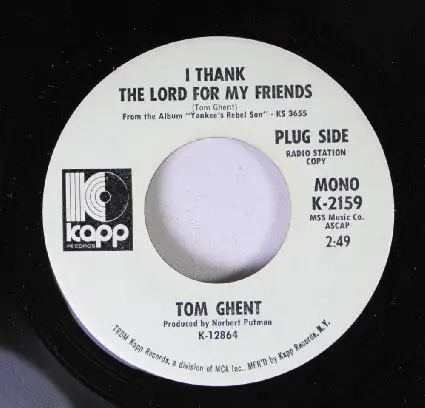 I THANK
THE LORD FOR MY FRIENDS
(Tom Ghent)
From the Album "Yankee's Rebel Son" - KS 3655
PLUG SIDE
RADIO STATION
COPY
MONO
K-2159
MSS Music Co.
ASCAP
2:49
Kapp
RECORDS
TOM GHENT
Produced by Norbert Putman
K-12864
TROM Kapp Records, a division of MCA Inc., MFR'D by Kapp Records, N.Y.